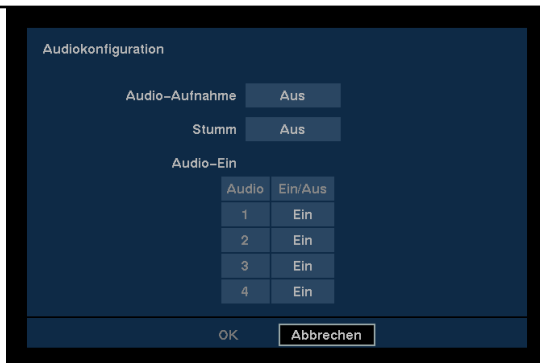 Audiokonfiguration
Audio-Aufnahme Aus
Stumm Aus
Audio-Ein
Audio Ein/Aus
1 Ein
2 Ein
3 Ein
4 Ein
OK Abbrechen